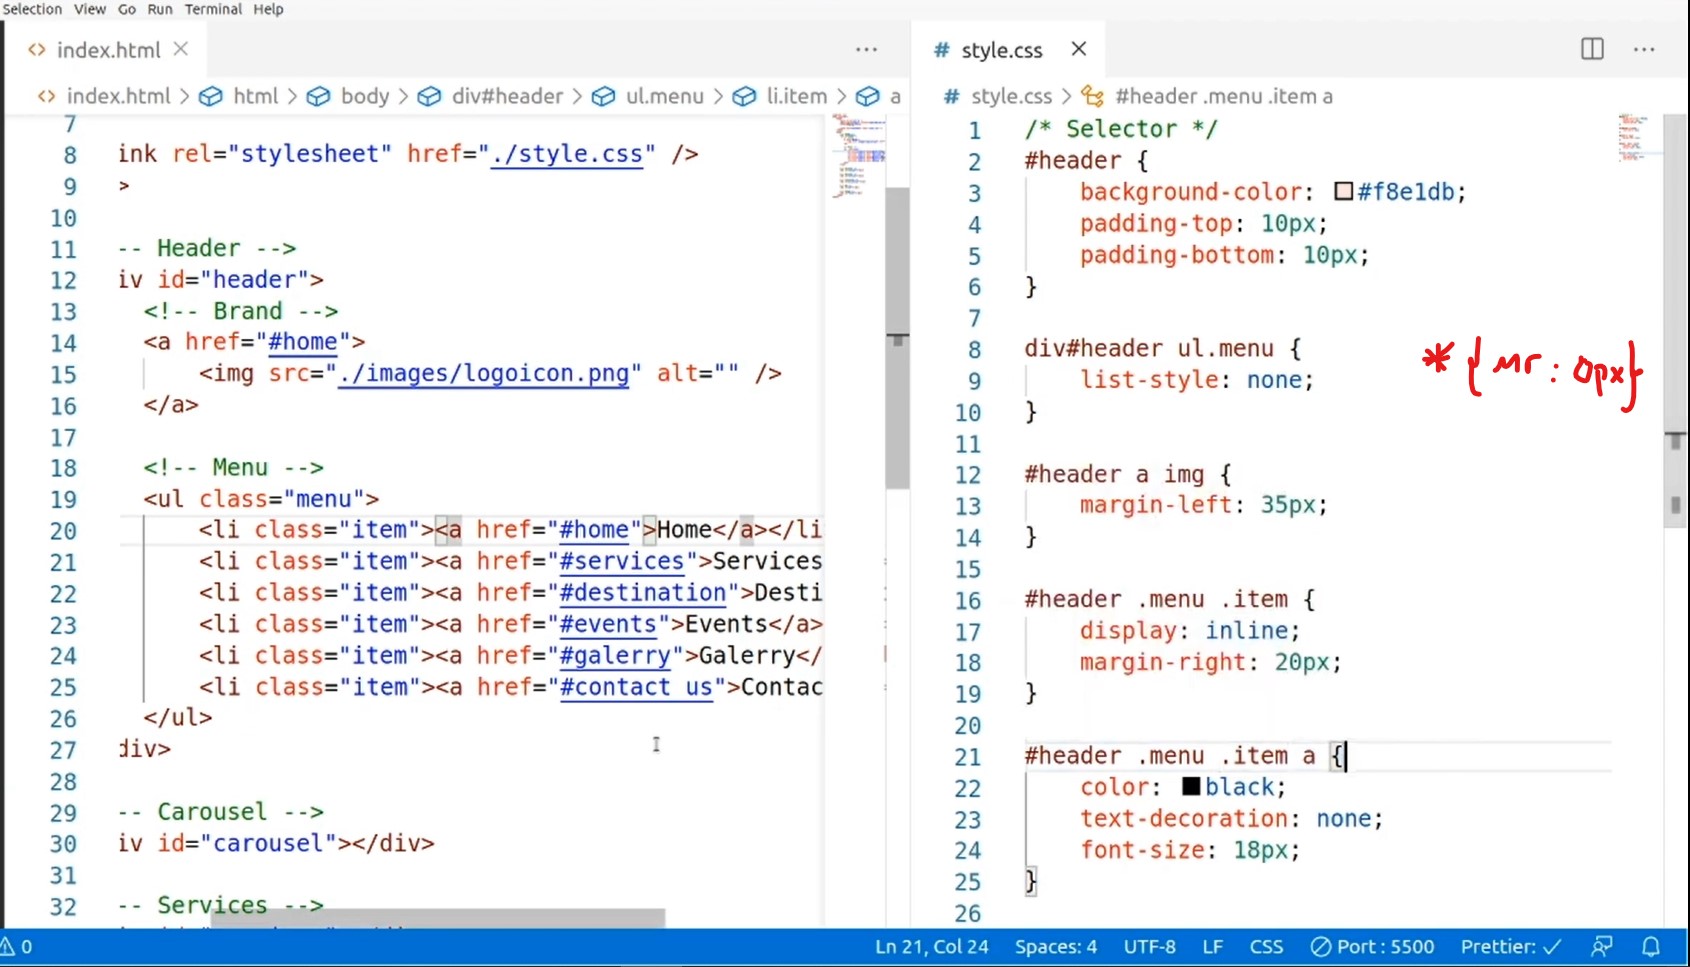 Selection View Go Run Terminal Help
index.html
style.css
index.html > html > body > div#header > ul.menu > li.item > a
style.css > #header .menu .item a
7
8 ink rel="stylesheet" href="./style.css" />
9 >
10
11 -- Header -->
12 iv id="header">
13 <!-- Brand -->
14 <a href="#home">
15 <img src="./images/logoicon.png" alt="" />
16 </a>
17
18 <!-- Menu -->
19 <ul class="menu">
20 <li class="item"><a href="#home">Home</a></li
21 <li class="item"><a href="#services">Services
22 <li class="item"><a href="#destination">Desti
23 <li class="item"><a href="#events">Events</a>
24 <li class="item"><a href="#galerry">Galerry</
25 <li class="item"><a href="#contact us">Contac
26 </ul>
27 div>
28
29 -- Carousel -->
30 iv id="carousel"></div>
31
32 -- Services -->
1 /* Selector */
2 #header {
3 background-color: #f8e1db;
4 padding-top: 10px;
5 padding-bottom: 10px;
6 }
7
8 div#header ul.menu {
9 list-style: none;
10 }
11
12 #header a img {
13 margin-left: 35px;
14 }
15
16 #header .menu .item {
17 display: inline;
18 margin-right: 20px;
19 }
20
21 #header .menu .item a {
22 color: black;
23 text-decoration: none;
24 font-size: 18px;
25 }
26
*{mr: 0px}
0
Ln 21, Col 24 Spaces: 4 UTF-8 LF CSS Port : 5500 Prettier: ✓